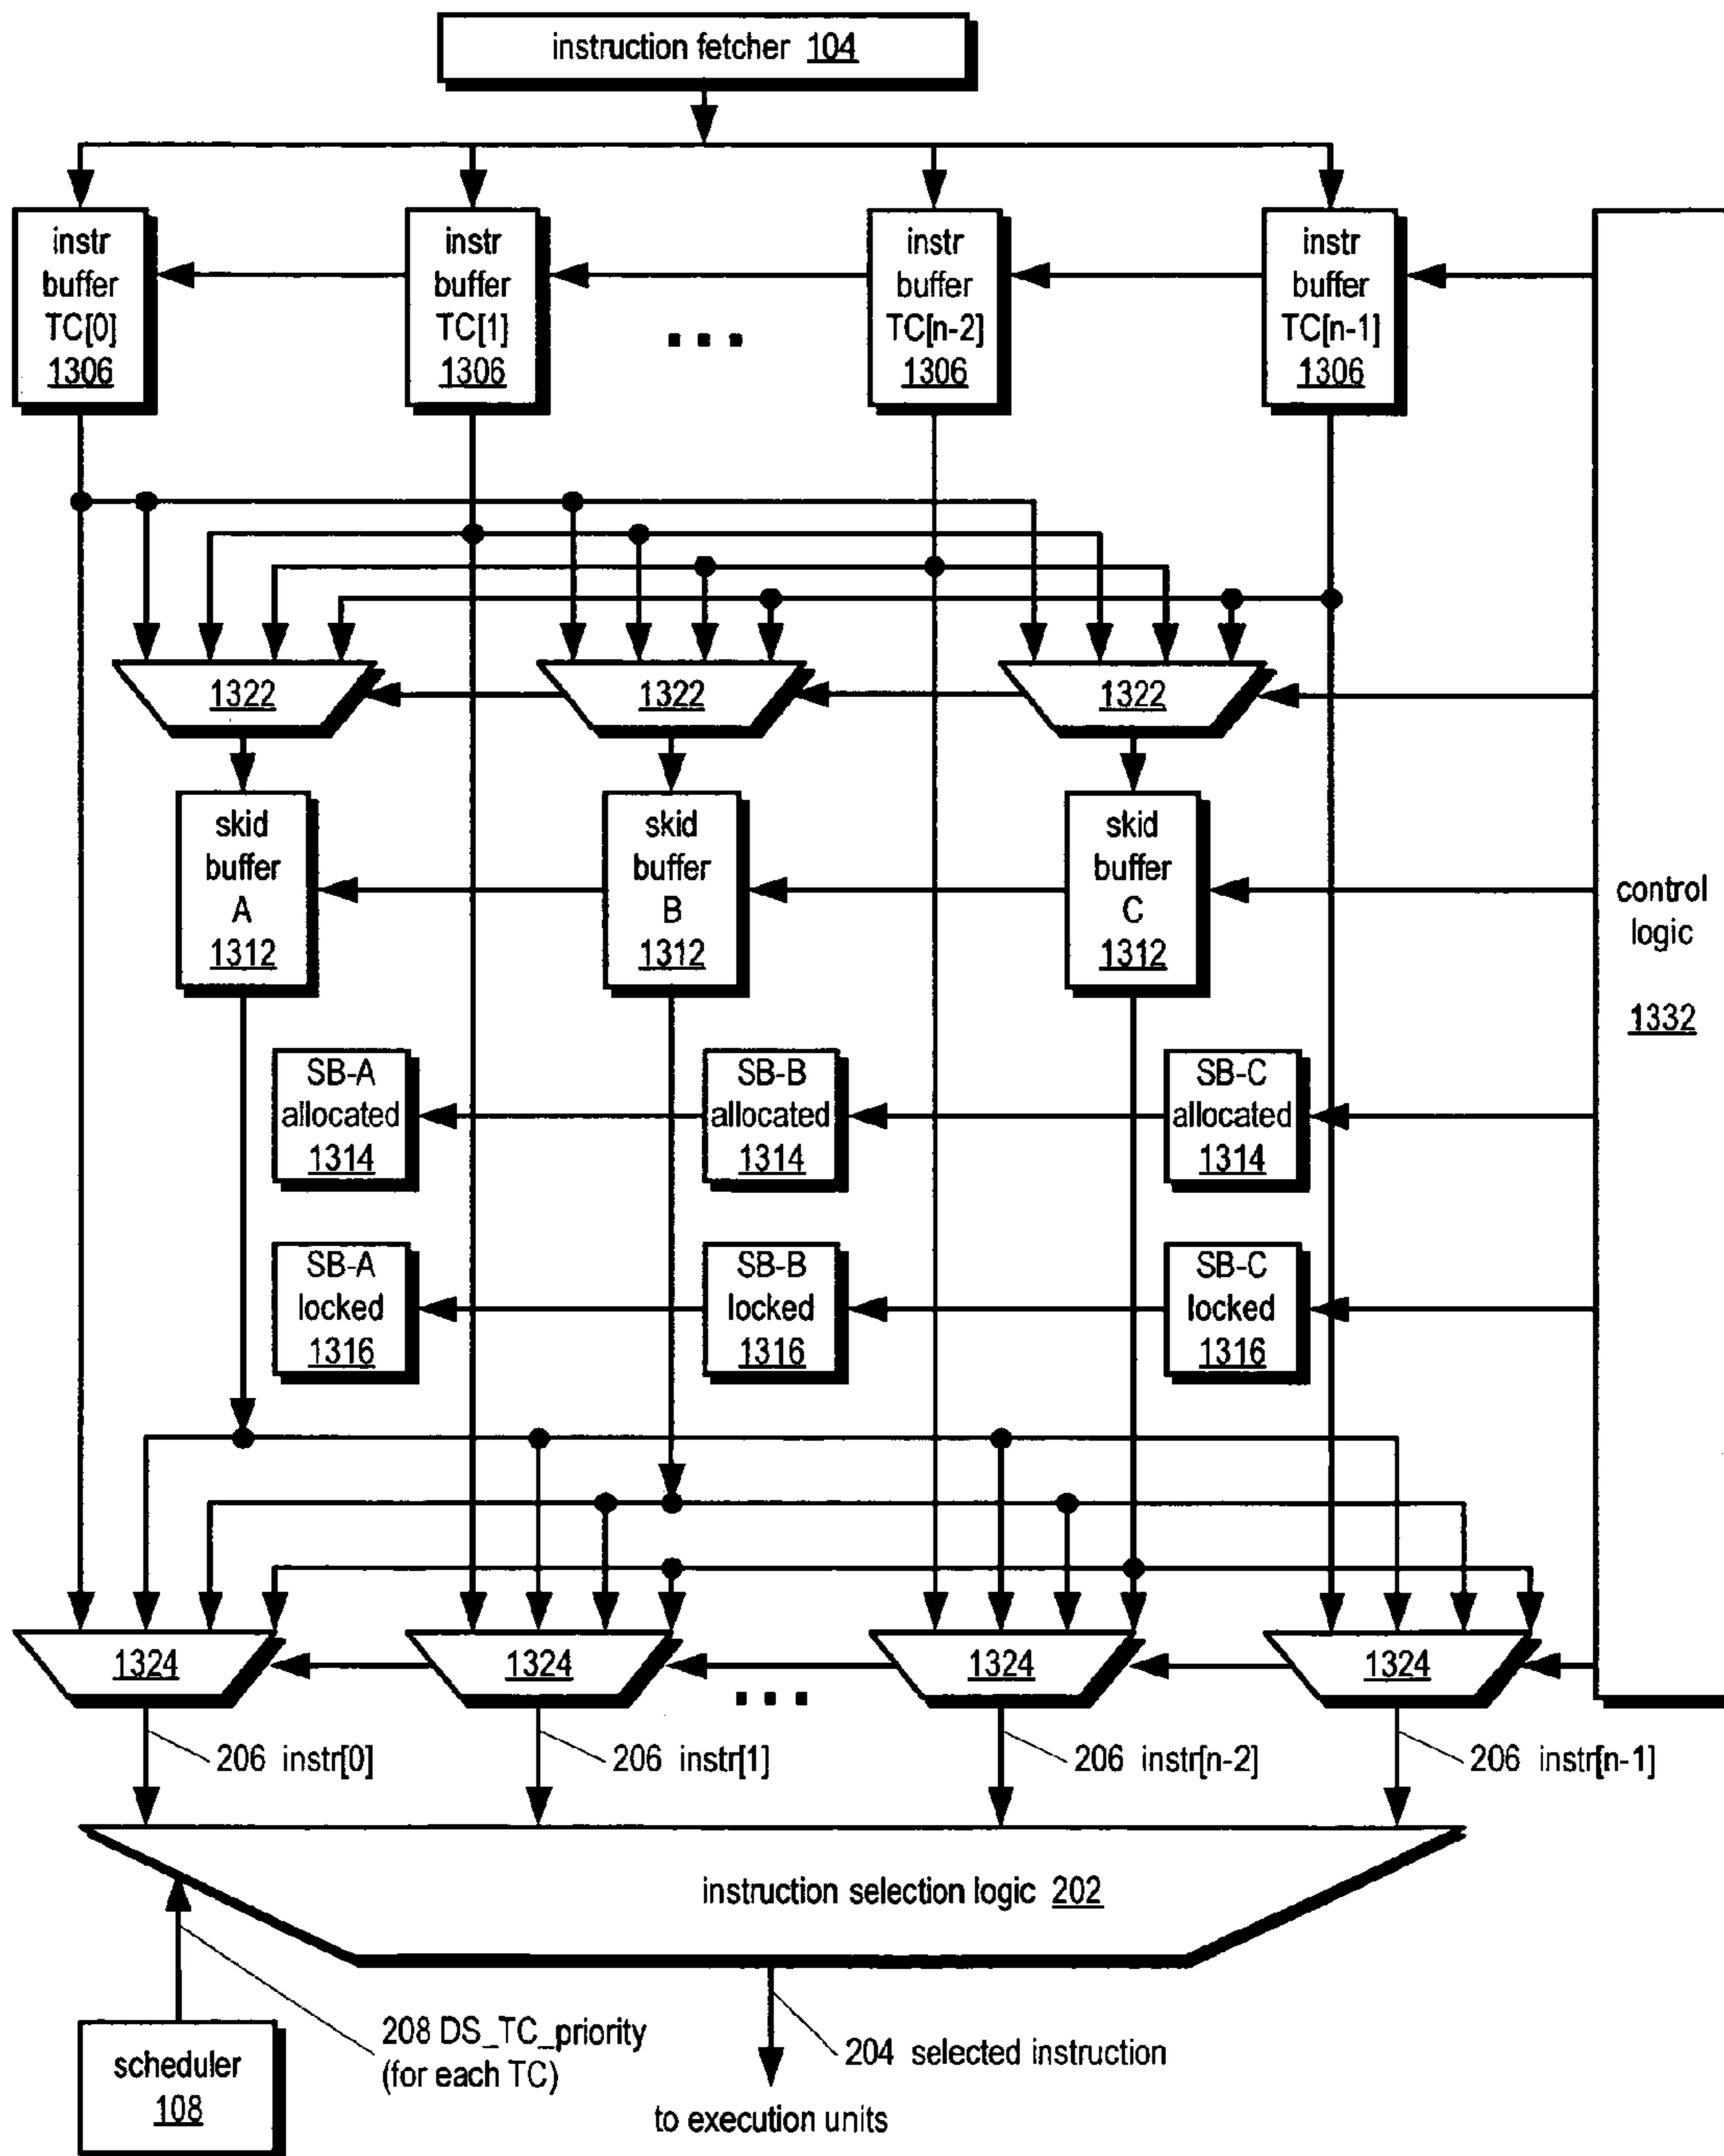 instruction fetcher 104
instr
buffer
TC[0]
1306
instr
buffer
TC[1]
1306
...
instr
buffer
TC[n-2]
1306
instr
buffer
TC[n-1]
1306
1322
1322
1322
skid
buffer
A
1312
skid
buffer
B
1312
skid
buffer
C
1312
control
logic
1332
SB-A
allocated
1314
SB-B
allocated
1314
SB-C
allocated
1314
SB-A
locked
1316
SB-B
locked
1316
SB-C
locked
1316
1324
1324
...
1324
1324
206 instr[0]
206 instr[1]
206 instr[n-2]
206 instr[n-1]
instruction selection logic 202
scheduler
108
208 DS_TC_priority
(for each TC)
204 selected instruction
to execution units